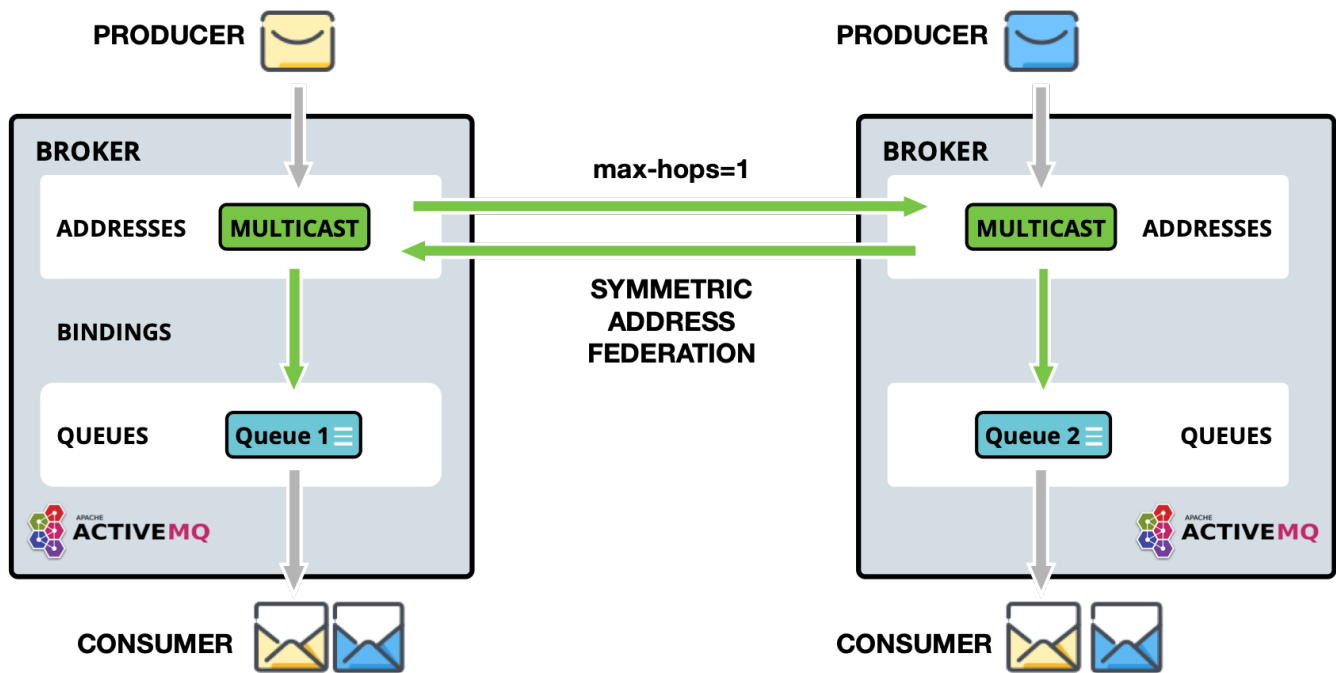 PRODUCER
PRODUCER
BROKER
BROKER
max-hops=1
ADDRESSES
MULTICAST
MULTICAST
ADDRESSES
SYMMETRIC
ADDRESS
FEDERATION
BINDINGS
QUEUES
Queue 1
Queue 2
QUEUES
APACHE
ACTIVEMQ
APACHE
ACTIVEMQ
CONSUMER
CONSUMER